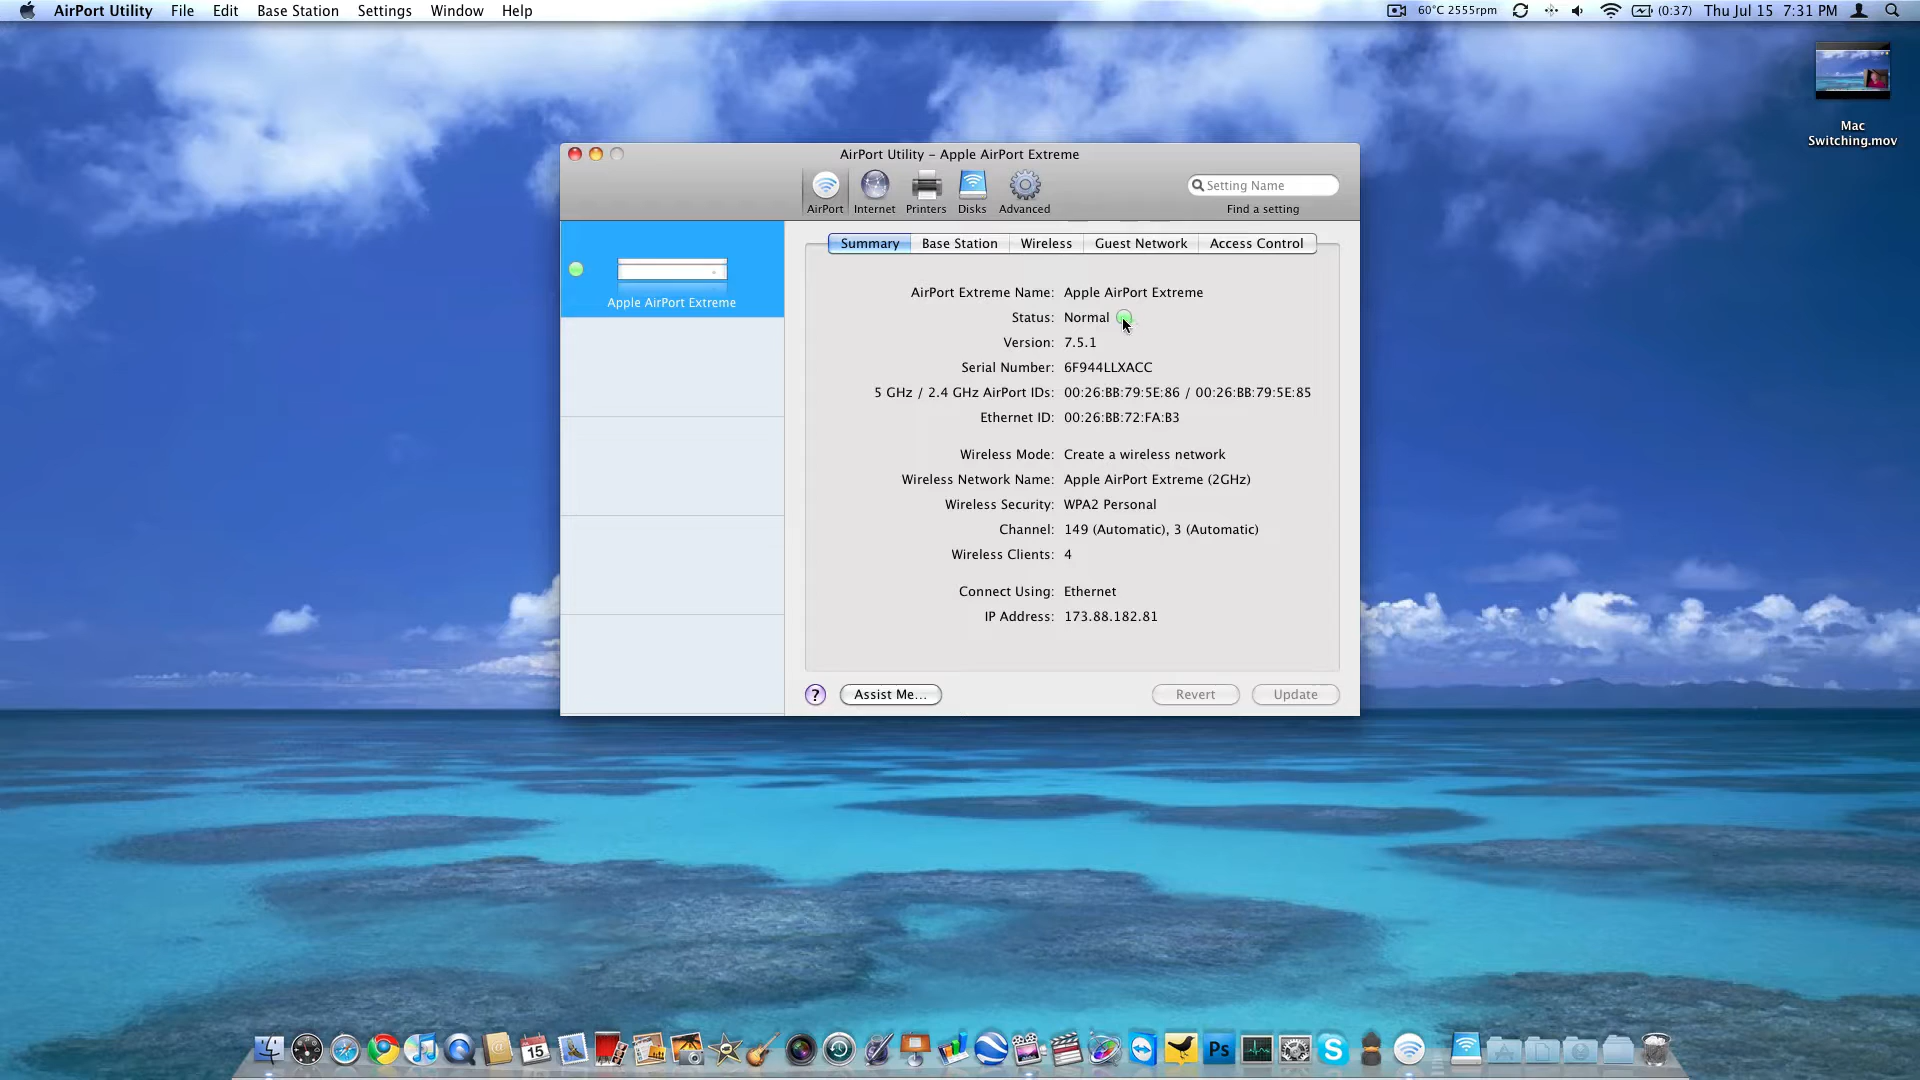 AirPort Utility File Edit Base Station Settings Window Help 60°C 2555rpm (0:37) Thu Jul 15 7:31 PM
Mac
Switching.mov
AirPort Utility – Apple AirPort Extreme
Setting Name
AirPort Internet Printers Disks Advanced Find a setting
Summary Base Station Wireless Guest Network Access Control
Apple AirPort Extreme
AirPort Extreme Name: Apple AirPort Extreme
Status: Normal
Version: 7.5.1
Serial Number: 6F944LLXACC
5 GHz / 2.4 GHz AirPort IDs: 00:26:BB:79:5E:86 / 00:26:BB:79:5E:85
Ethernet ID: 00:26:BB:72:FA:B3
Wireless Mode: Create a wireless network
Wireless Network Name: Apple AirPort Extreme (2GHz)
Wireless Security: WPA2 Personal
Channel: 149 (Automatic), 3 (Automatic)
Wireless Clients: 4
Connect Using: Ethernet
IP Address: 173.88.182.81
? Assist Me... Revert Update
15 Ps